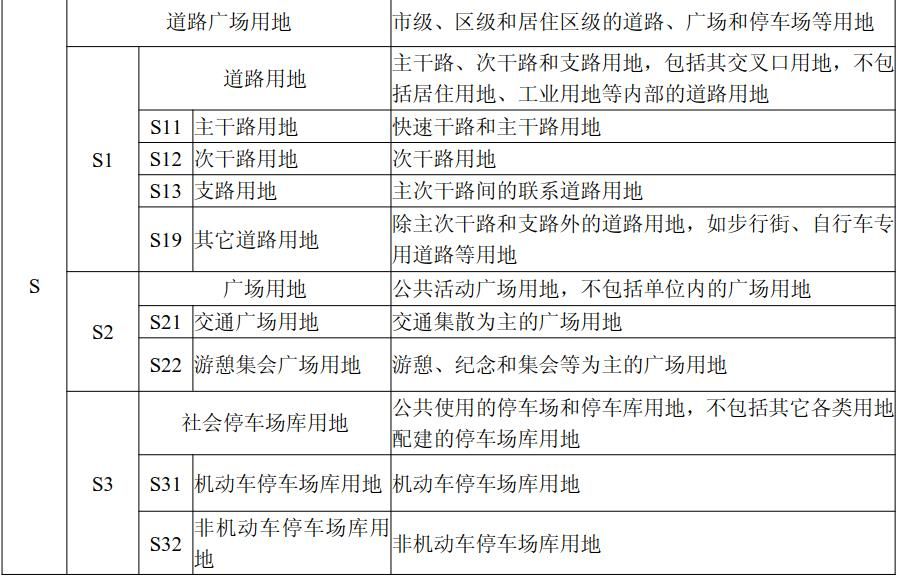 道路广场用地 市级、区级和居住区级的道路、广场和停车场等用地
道路用地 主干路、次干路和支路用地，包括其交叉口用地，不包
括居住用地、工业用地等内部的道路用地
S11 主干路用地 快速干路和主干路用地
S1
S12 次干路用地 次干路用地
S13 支路用地 主次干路间的联系道路用地
S19 其它道路用地 除主次干路和支路外的道路用地，如步行街、自行车专
用道路等用地
S
广场用地 公共活动广场用地，不包括单位内的广场用地
S2
S21 交通广场用地 交通集散为主的广场用地
S22 游憩集会广场用地 游憩、纪念和集会等为主的广场用地
社会停车场库用地 公共使用的停车场和停车库用地，不包括其它各类用地
配建的停车场库用地
S3
S31 机动车停车场库用地 机动车停车场库用地
S32 非机动车停车场库用
地
非机动车停车场库用地